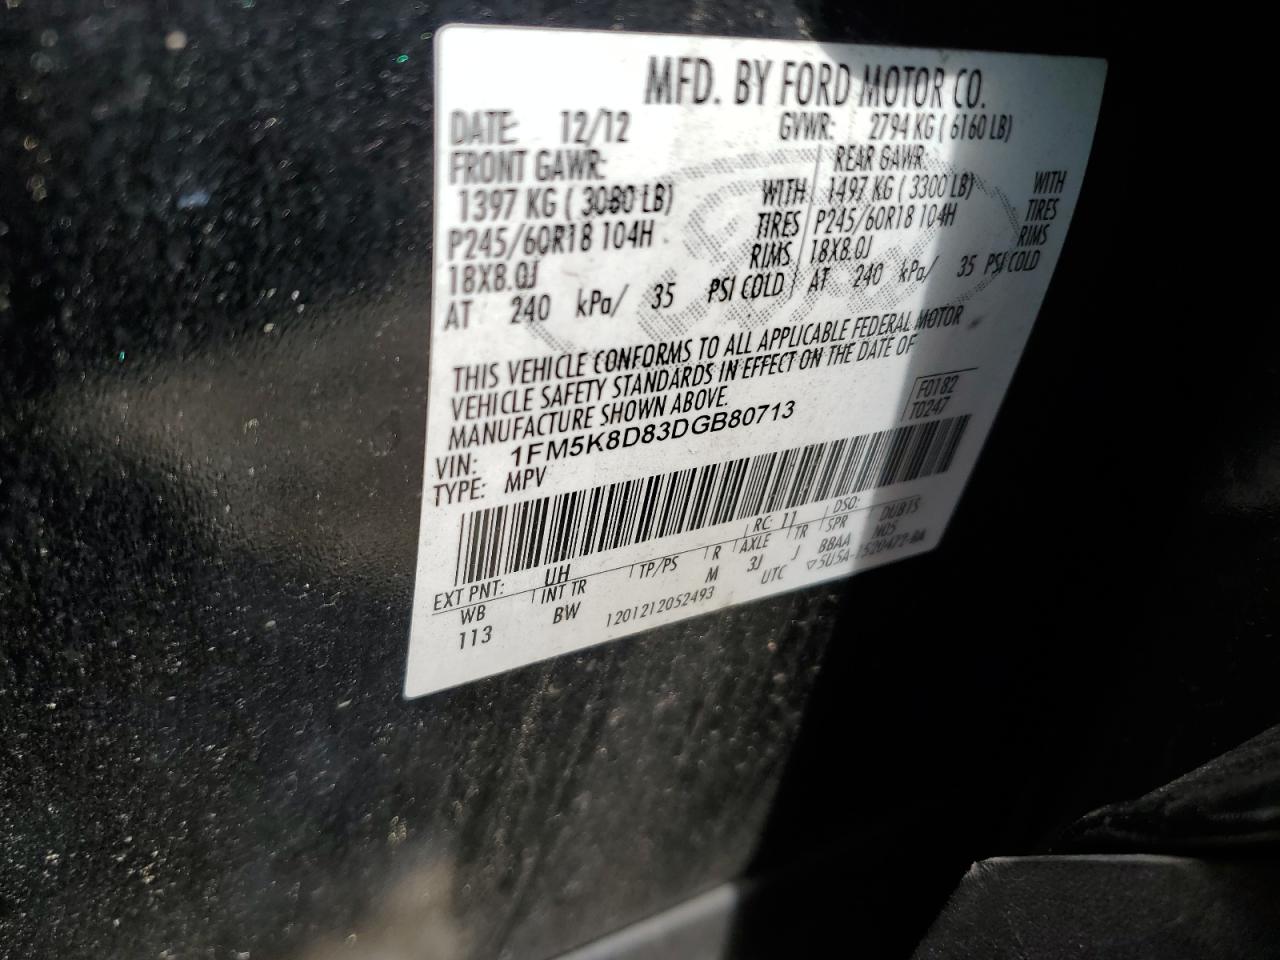 MFD. BY FORD MOTOR CO.
DATE: 12/12 GVWR: 2794 KG ( 6160 LB)
FRONT GAWR: REAR GAWR:
1397 KG ( 3080 LB) WITH 1497 KG ( 3300 LB) WITH
P245/60R18 104H TIRES P245/60R18 104H TIRES
18X8.0J RIMS 18X8.0J RIMS
AT 240 kPa/ 35 PSI COLD AT 240 kPa/ 35 PSI COLD
THIS VEHICLE CONFORMS TO ALL APPLICABLE FEDERAL MOTOR
VEHICLE SAFETY STANDARDS IN EFFECT ON THE DATE OF
MANUFACTURE SHOWN ABOVE.
F0182
T0247
VIN: 1FM5K8D83DGB80713
TYPE: MPV
EXT PNT: UH RC: 11 DSO: DUB15
WB INT TR TP/PS R AXLE TR SPR
113 BW M 3J J BBAA N05
1201212052493 UTC ▽5USA-1520472-BA